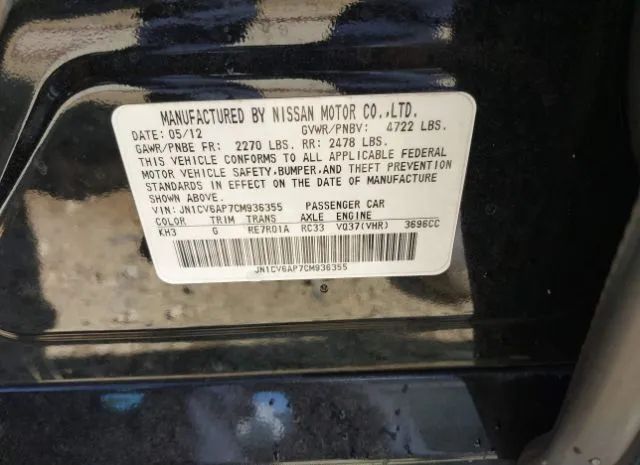 MANUFACTURED BY NISSAN MOTOR CO.,LTD.
DATE: 05/12 GVWR/PNBV: 4722 LBS.
GAWR/PNBE FR: 2270 LBS. RR: 2478 LBS.
THIS VEHICLE CONFORMS TO ALL APPLICABLE FEDERAL
MOTOR VEHICLE SAFETY,BUMPER,AND THEFT PREVENTION
STANDARDS IN EFFECT ON THE DATE OF MANUFACTURE
SHOWN ABOVE.
VIN: JN1CV6AP7CM936355 PASSENGER CAR
COLOR TRIM TRANS AXLE ENGINE
KH3 G RE7R01A RC33 VQ37(VHR) 3696CC
JN1CV6AP7CM936355